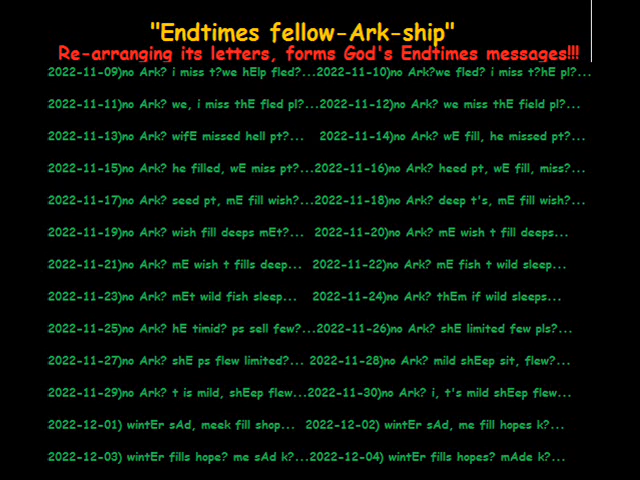 "Endtimes fellow-Ark-ship"
Re-arranging its letters, forms God's Endtimes messages!!!
2022-11-09)no Ark? i miss t?we hElp fled?...2022-11-10)no Ark?we fled? i miss t?hE pl?...
2022-11-11)no Ark? we, i miss thE fled pl?...2022-11-12)no Ark? we miss thE field pl?...
2022-11-13)no Ark? wifE missed hell pt?... 2022-11-14)no Ark? wE fill, he missed pt?...
2022-11-15)no Ark? he filled, wE miss pt?...2022-11-16)no Ark? heed pt, wE fill, miss?...
2022-11-17)no Ark? seed pt, mE fill wish?...2022-11-18)no Ark? deep t's, mE fill wish?...
2022-11-19)no Ark? wish fill deeps mEt?... 2022-11-20)no Ark? mE wish t fill deeps...
2022-11-21)no Ark? mE wish t fills deep... 2022-11-22)no Ark? mE fish t wild sleep...
2022-11-23)no Ark? mEt wild fish sleep... 2022-11-24)no Ark? thEm if wild sleeps...
2022-11-25)no Ark? hE timid? ps sell few?...2022-11-26)no Ark? shE limited few pls?...
2022-11-27)no Ark? shE ps flew limited?... 2022-11-28)no Ark? mild shEep sit, flew?...
2022-11-29)no Ark? t is mild, shEep flew...2022-11-30)no Ark? i, t's mild shEep flew...
2022-12-01) wintEr sAd, meek fill shop... 2022-12-02) wintEr sAd, me fill hopes k?...
2022-12-03) wintEr fills hope? me sAd k?...2022-12-04) wintEr fills hopes? mAde k?...